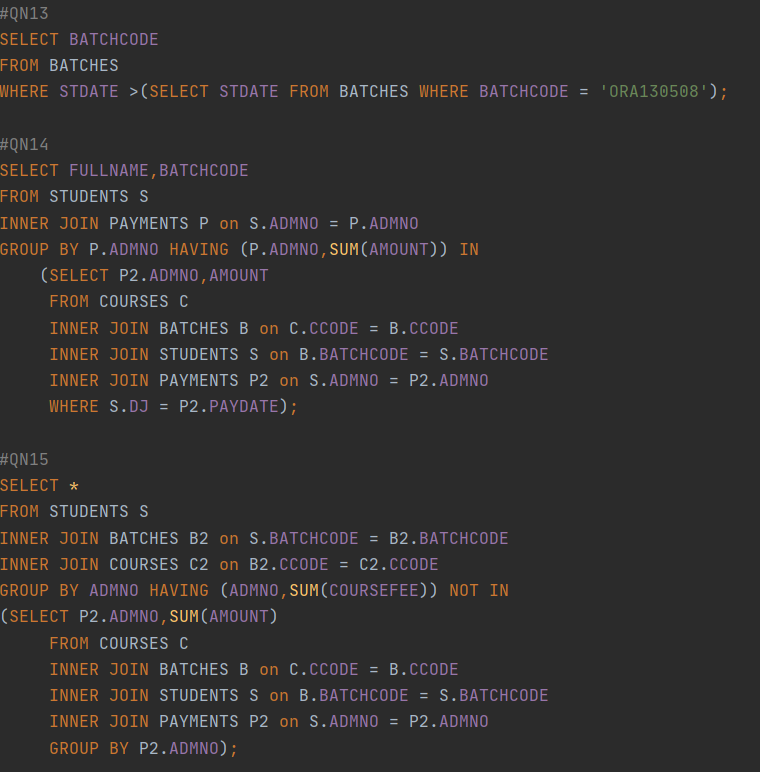 #QN13
SELECT BATCHCODE
FROM BATCHES
WHERE STDATE >(SELECT STDATE FROM BATCHES WHERE BATCHCODE = 'ORA130508');

#QN14
SELECT FULLNAME,BATCHCODE
FROM STUDENTS S
INNER JOIN PAYMENTS P on S.ADMNO = P.ADMNO
GROUP BY P.ADMNO HAVING (P.ADMNO,SUM(AMOUNT)) IN
    (SELECT P2.ADMNO,AMOUNT
     FROM COURSES C
     INNER JOIN BATCHES B on C.CCODE = B.CCODE
     INNER JOIN STUDENTS S on B.BATCHCODE = S.BATCHCODE
     INNER JOIN PAYMENTS P2 on S.ADMNO = P2.ADMNO
     WHERE S.DJ = P2.PAYDATE);

#QN15
SELECT *
FROM STUDENTS S
INNER JOIN BATCHES B2 on S.BATCHCODE = B2.BATCHCODE
INNER JOIN COURSES C2 on B2.CCODE = C2.CCODE
GROUP BY ADMNO HAVING (ADMNO,SUM(COURSEFEE)) NOT IN
(SELECT P2.ADMNO,SUM(AMOUNT)
     FROM COURSES C
     INNER JOIN BATCHES B on C.CCODE = B.CCODE
     INNER JOIN STUDENTS S on B.BATCHCODE = S.BATCHCODE
     INNER JOIN PAYMENTS P2 on S.ADMNO = P2.ADMNO
     GROUP BY P2.ADMNO);